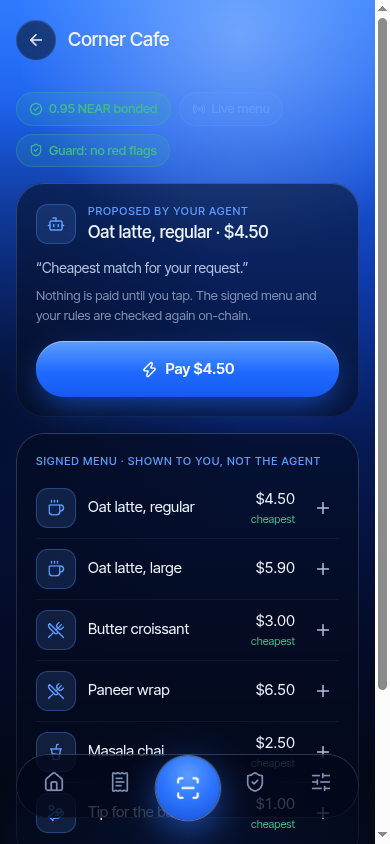 Corner Cafe
0.95 NEAR bonded
Live menu
Guard: no red flags
PROPOSED BY YOUR AGENT
Oat latte, regular · $4.50
“Cheapest match for your request.”
Nothing is paid until you tap. The signed menu and
your rules are checked again on-chain.
Pay $4.50
SIGNED MENU · SHOWN TO YOU, NOT THE AGENT
Oat latte, regular
$4.50
cheapest
Oat latte, large
$5.90
Butter croissant
$3.00
cheapest
Paneer wrap
$6.50
Masala chai
$2.50
cheapest
Tip for the
$1.00
cheapest